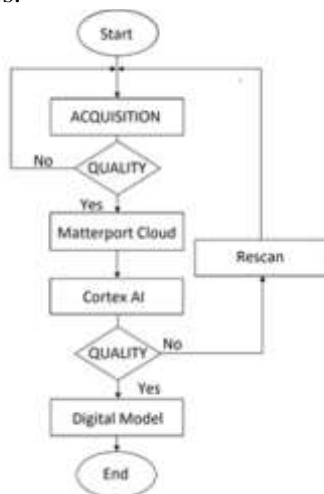 s.
Start
ACQUISITION
No
QUALITY
Yes
Matterport Cloud
Rescan
Cortex AI
QUALITY
No
Yes
Digital Model
End